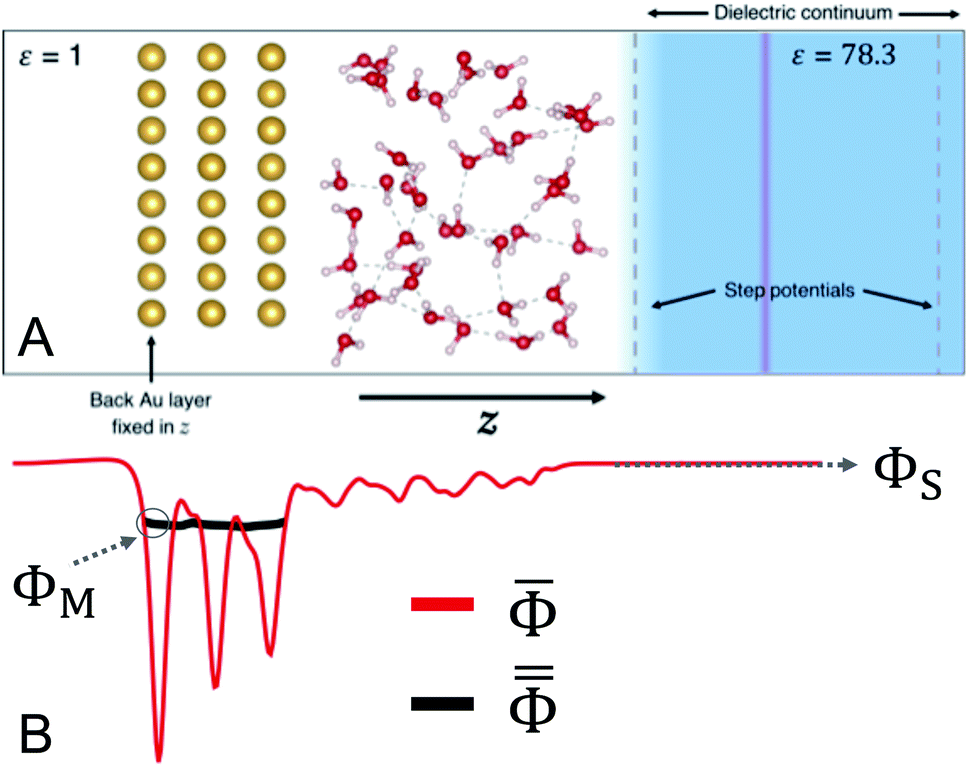 Dielectric continuum
ε = 1
ε = 78.3
Step potentials
A
Back Au layer
fixed in z
z
Φ_S
Φ_M
Φ̅
Φ̿
B